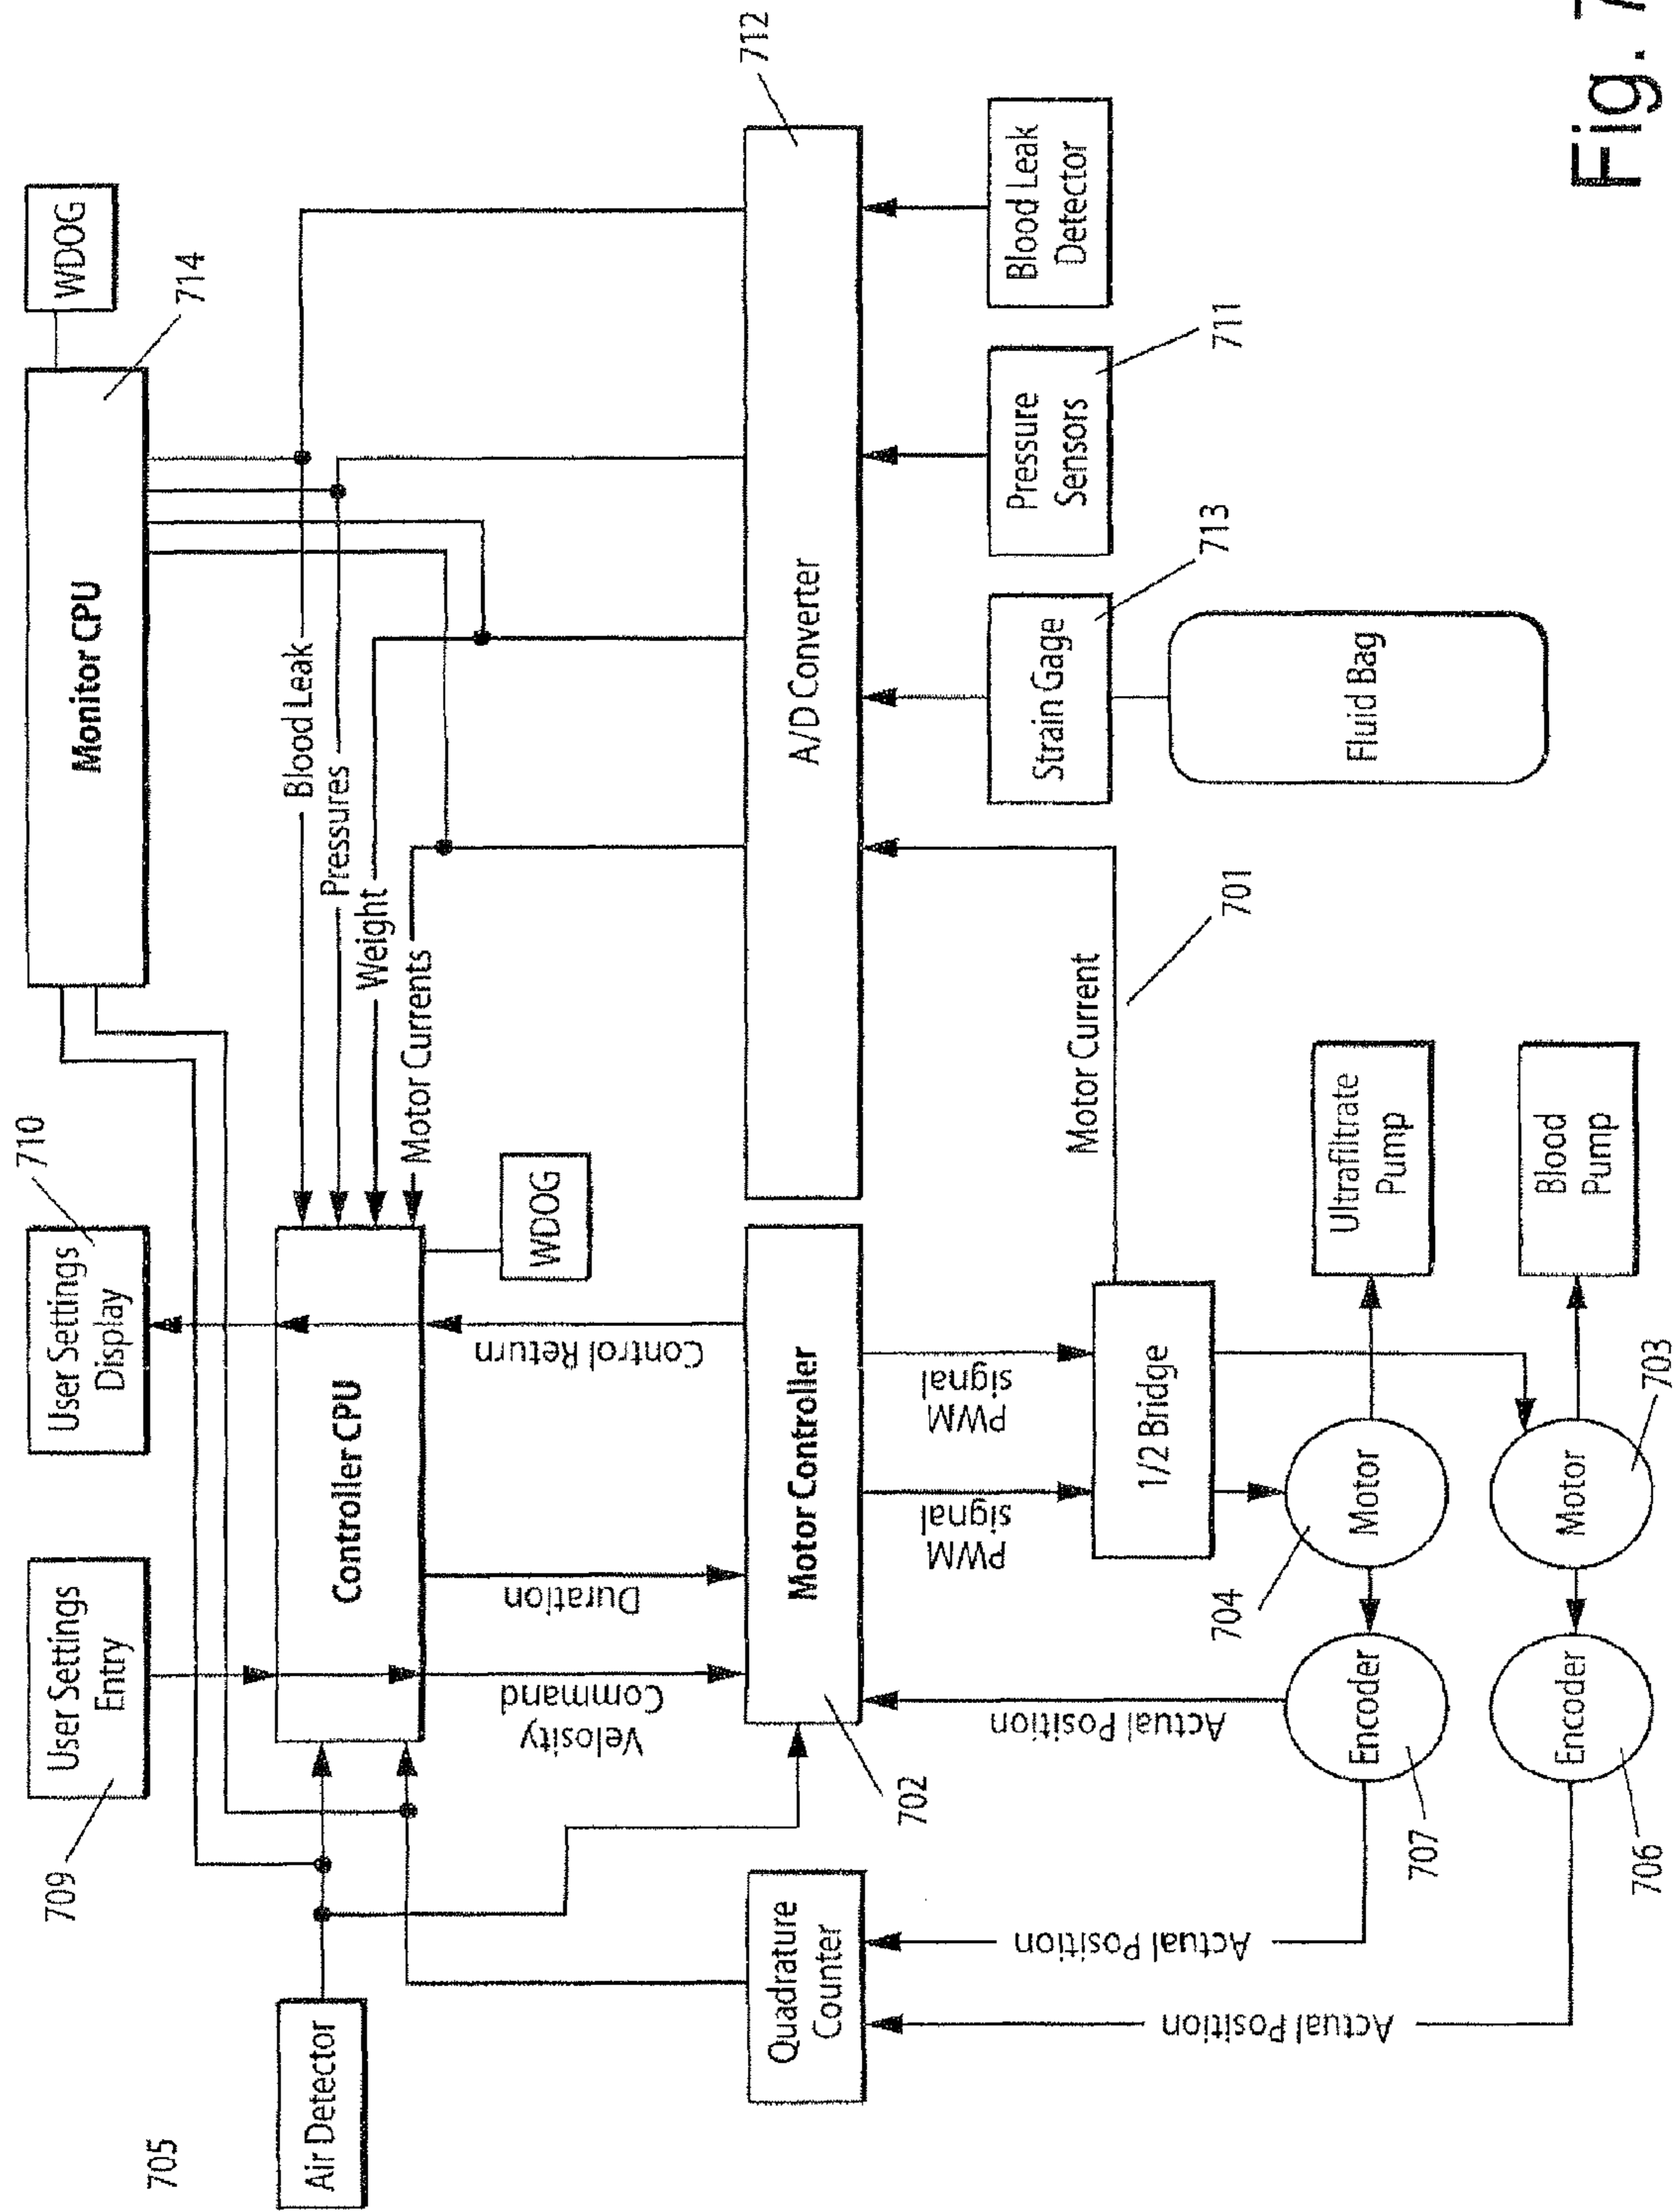 705
709
User Settings
Entry
User Settings
Display
710
Monitor CPU
WDOG
714
Air Detector
Controller CPU
Blood Leak
Pressures
Weight
Motor Currents
WDOG
Velosity
Command
Duration
Control Return
712
Quadrature
Counter
Motor Controller
A/D Converter
702
PWM
signal
PWM
signal
Actual Position
Actual Position
Actual Position
1/2 Bridge
Motor Current
701
Strain Gage
713
Pressure
Sensors
711
Blood Leak
Detector
Fluid Bag
707
Encoder
704
Motor
Ultrafiltrate
Pump
706
Encoder
Motor
703
Blood
Pump
Fig. 7